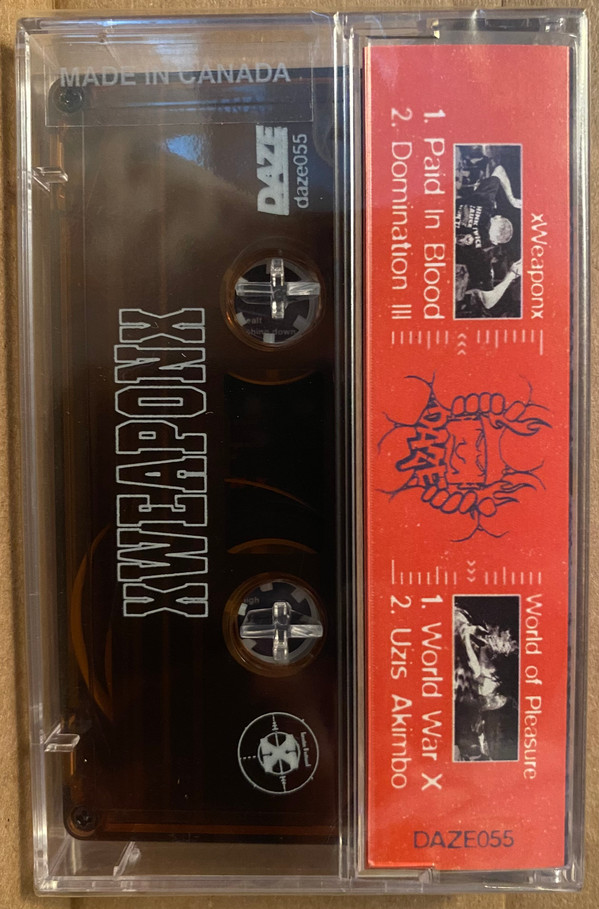 MADE IN CANADA
DAZE
daze055
XWEAPONX
xWeaponx
1. Paid In Blood
2. Domination III
DAZE
World of Pleasure
1. World War X
2. Uzis Akimbo
DAZE055